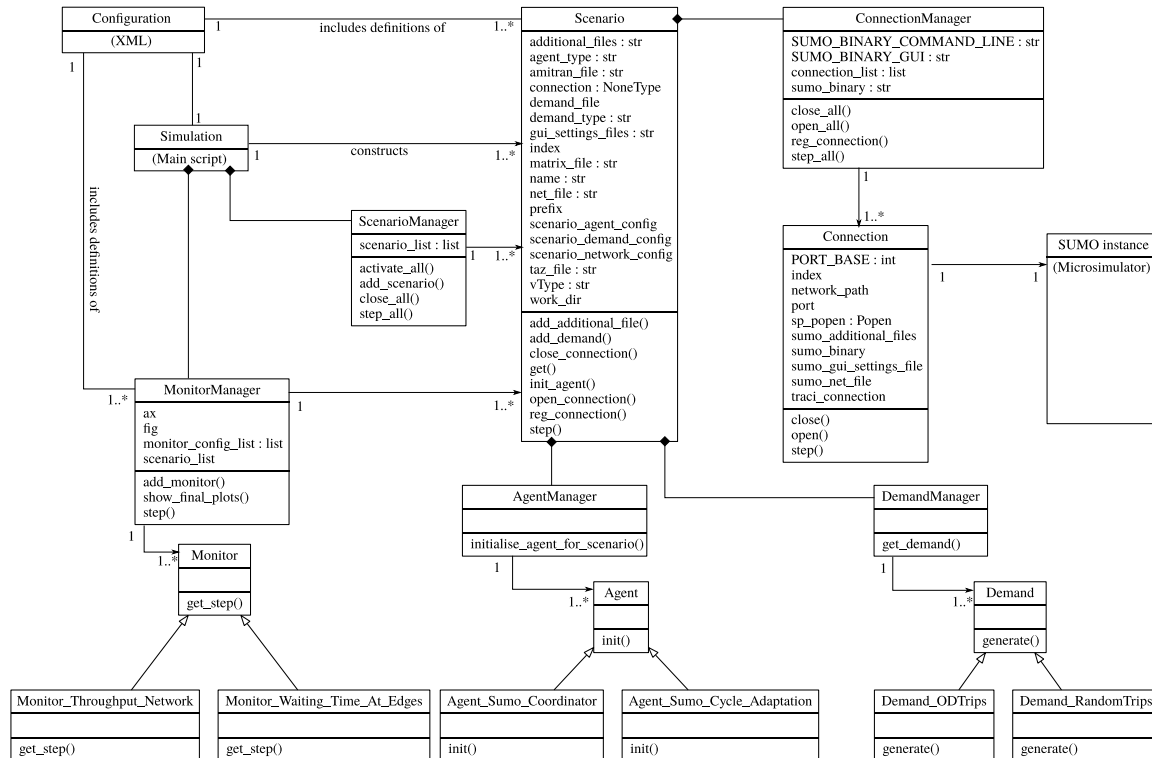 Configuration
(XML)
1
includes definitions of
1..*
1
1
1
Simulation
(Main script)
1
constructs
1..*
includes definitions of
ScenarioManager
scenario_list : list
activate_all()
add_scenario()
close_all()
step_all()
1
1..*
Scenario
additional_files : str
agent_type : str
amitran_file : str
connection : NoneType
demand_file
demand_type : str
gui_settings_files : str
index
matrix_file : str
name : str
net_file : str
prefix
scenario_agent_config
scenario_demand_config
scenario_network_config
taz_file : str
vType : str
work_dir
add_additional_file()
add_demand()
close_connection()
get()
init_agent()
open_connection()
reg_connection()
step()
ConnectionManager
SUMO_BINARY_COMMAND_LINE : str
SUMO_BINARY_GUI : str
connection_list : list
sumo_binary : str
close_all()
open_all()
reg_connection()
step_all()
1
1..*
Connection
PORT_BASE : int
index
network_path
port
sp_popen : Popen
sumo_additional_files
sumo_binary
sumo_gui_settings_file
sumo_net_file
traci_connection
close()
open()
step()
1
1
SUMO instance
(Microsimulator)
1..*
MonitorManager
ax
fig
monitor_config_list : list
scenario_list
add_monitor()
show_final_plots()
step()
1
1..*
1
1..*
Monitor
get_step()
AgentManager
initialise_agent_for_scenario()
1
1..*
Agent
init()
DemandManager
get_demand()
1
1..*
Demand
generate()
Monitor_Throughput_Network
get_step()
Monitor_Waiting_Time_At_Edges
get_step()
Agent_Sumo_Coordinator
init()
Agent_Sumo_Cycle_Adaptation
init()
Demand_ODTrips
generate()
Demand_RandomTrips
generate()